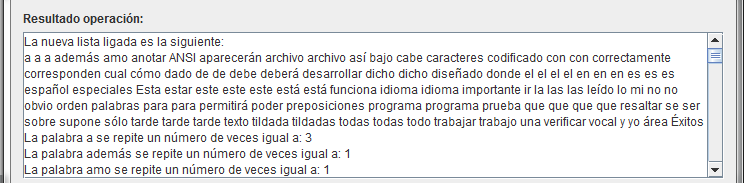 Resultado operación:
La nueva lista ligada es la siguiente:
a a a además amo anotar ANSI aparecerán archivo archivo así bajo cabe caracteres codificado con con correctamente
corresponden cual cómo dado de de debe deberá desarrollar dicho dicho diseñado donde el el el el en en en es es es
español especiales Esta estar este este este está está funciona idioma idioma importante ir la las las leído lo mi no no
obvio orden palabras para para permitirá poder preposiciones programa programa prueba que que que que resaltar se ser
sobre supone sólo tarde tarde tarde texto tildada tildadas todas todas todo trabajar trabajo una verificar vocal y yo área Éxitos
La palabra a se repite un número de veces igual a: 3
La palabra además se repite un número de veces igual a: 1
La palabra amo se repite un número de veces igual a: 1